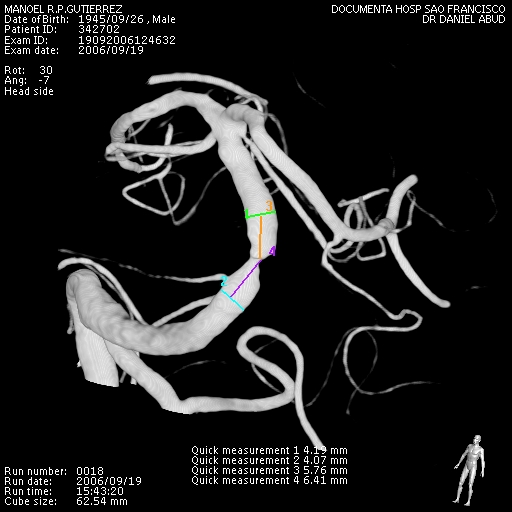 MANOEL R.P.GUTIERREZ
Date of Birth: 1945/09/26 , Male
Patient ID: 342702
Exam ID: 19092006124632
Exam date: 2006/09/19
DOCUMENTA HOSP SAO FRANCISCO
DR DANIEL ABUD
Rot: 30
Ang: -7
Head side
1
3
4
2
Quick measurement 1 4.19 mm
Quick measurement 2 4.07 mm
Quick measurement 3 5.76 mm
Quick measurement 4 6.41 mm
Run number: 0018
Run date: 2006/09/19
Run time: 15:43:20
Cube size: 62.54 mm